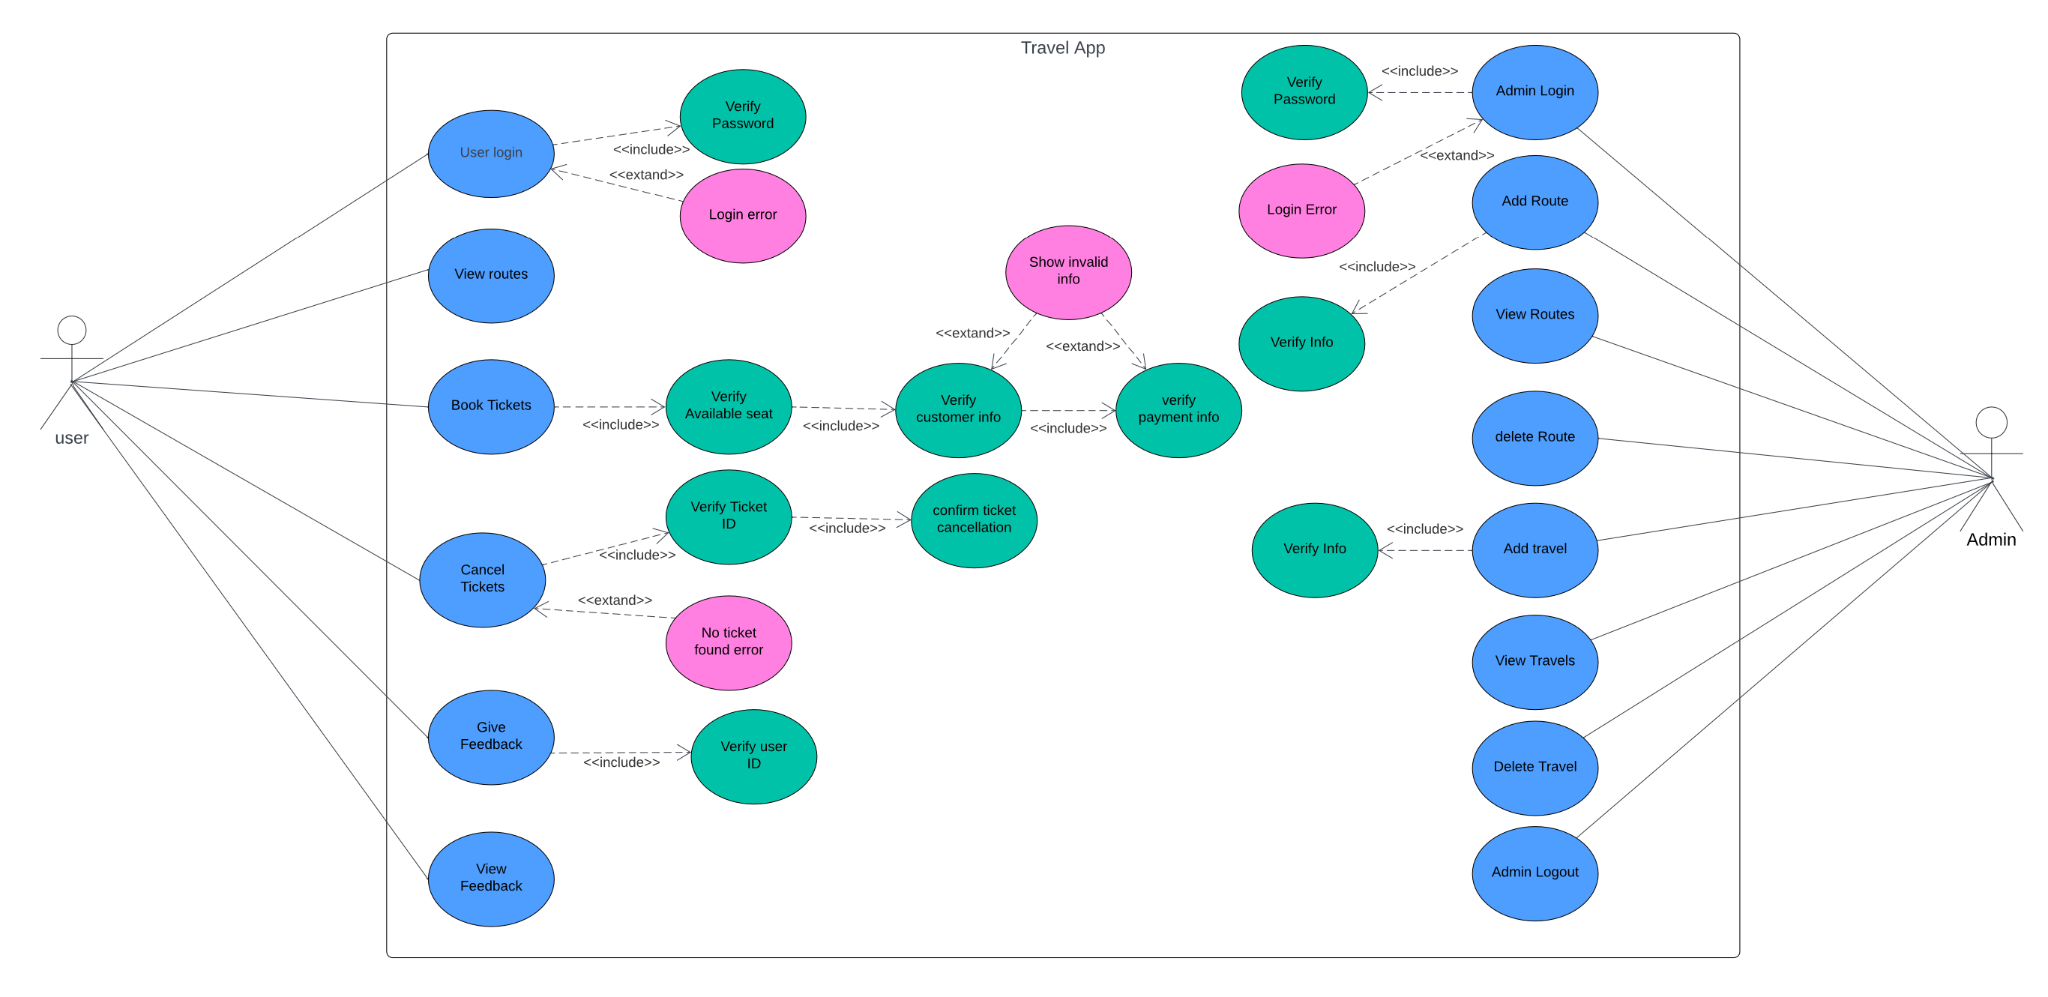 Travel App
Verify
Password
<<include>>
Admin Login
Verify
Password
User login
<<include>>
<<extand>>
<<extand>>
Login error
Login Error
Add Route
Show invalid
info
<<include>>
View routes
View Routes
<<extand>>
<<extand>>
Verify Info
Book Tickets
<<include>>
Verify
Available seat
<<include>>
Verify
customer info
<<include>>
verify
payment info
user
delete Route
Verify Ticket
ID
<<include>>
confirm ticket
cancellation
<<include>>
Verify Info
Add travel
Admin
<<include>>
Cancel
Tickets
<<extand>>
No ticket
found error
View Travels
Give
Feedback
<<include>>
Verify user
ID
Delete Travel
View
Feedback
Admin Logout